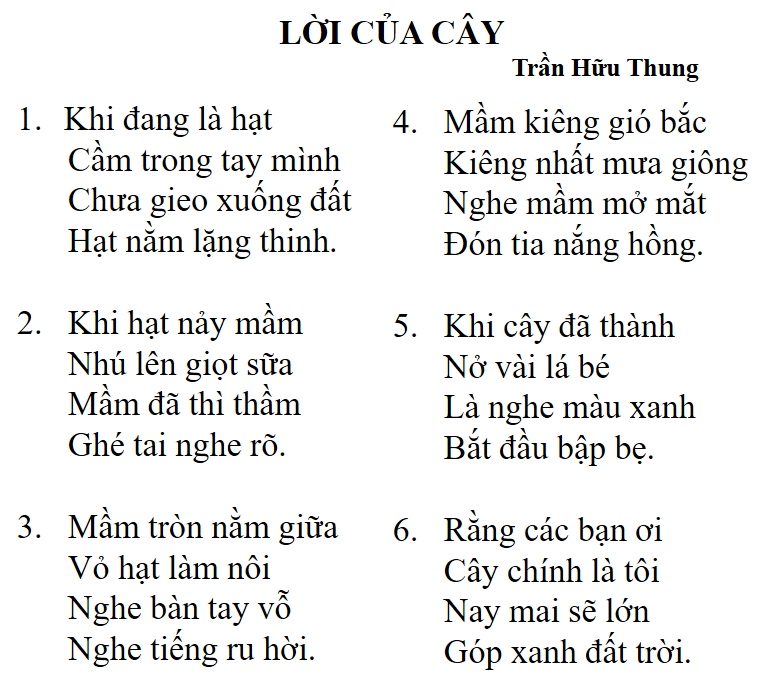 LỜI CỦA CÂY
Trần Hữu Thung
1. Khi đang là hạt
Cầm trong tay mình
Chưa gieo xuống đất
Hạt nằm lặng thinh.
2. Khi hạt nảy mầm
Nhú lên giọt sữa
Mầm đã thì thầm
Ghé tai nghe rõ.
3. Mầm tròn nằm giữa
Vỏ hạt làm nôi
Nghe bàn tay vỗ
Nghe tiếng ru hời.
4. Mầm kiêng gió bắc
Kiêng nhất mưa giông
Nghe mầm mở mắt
Đón tia nắng hồng.
5. Khi cây đã thành
Nở vài lá bé
Là nghe màu xanh
Bắt đầu bập bẹ.
6. Rằng các bạn ơi
Cây chính là tôi
Nay mai sẽ lớn
Góp xanh đất trời.